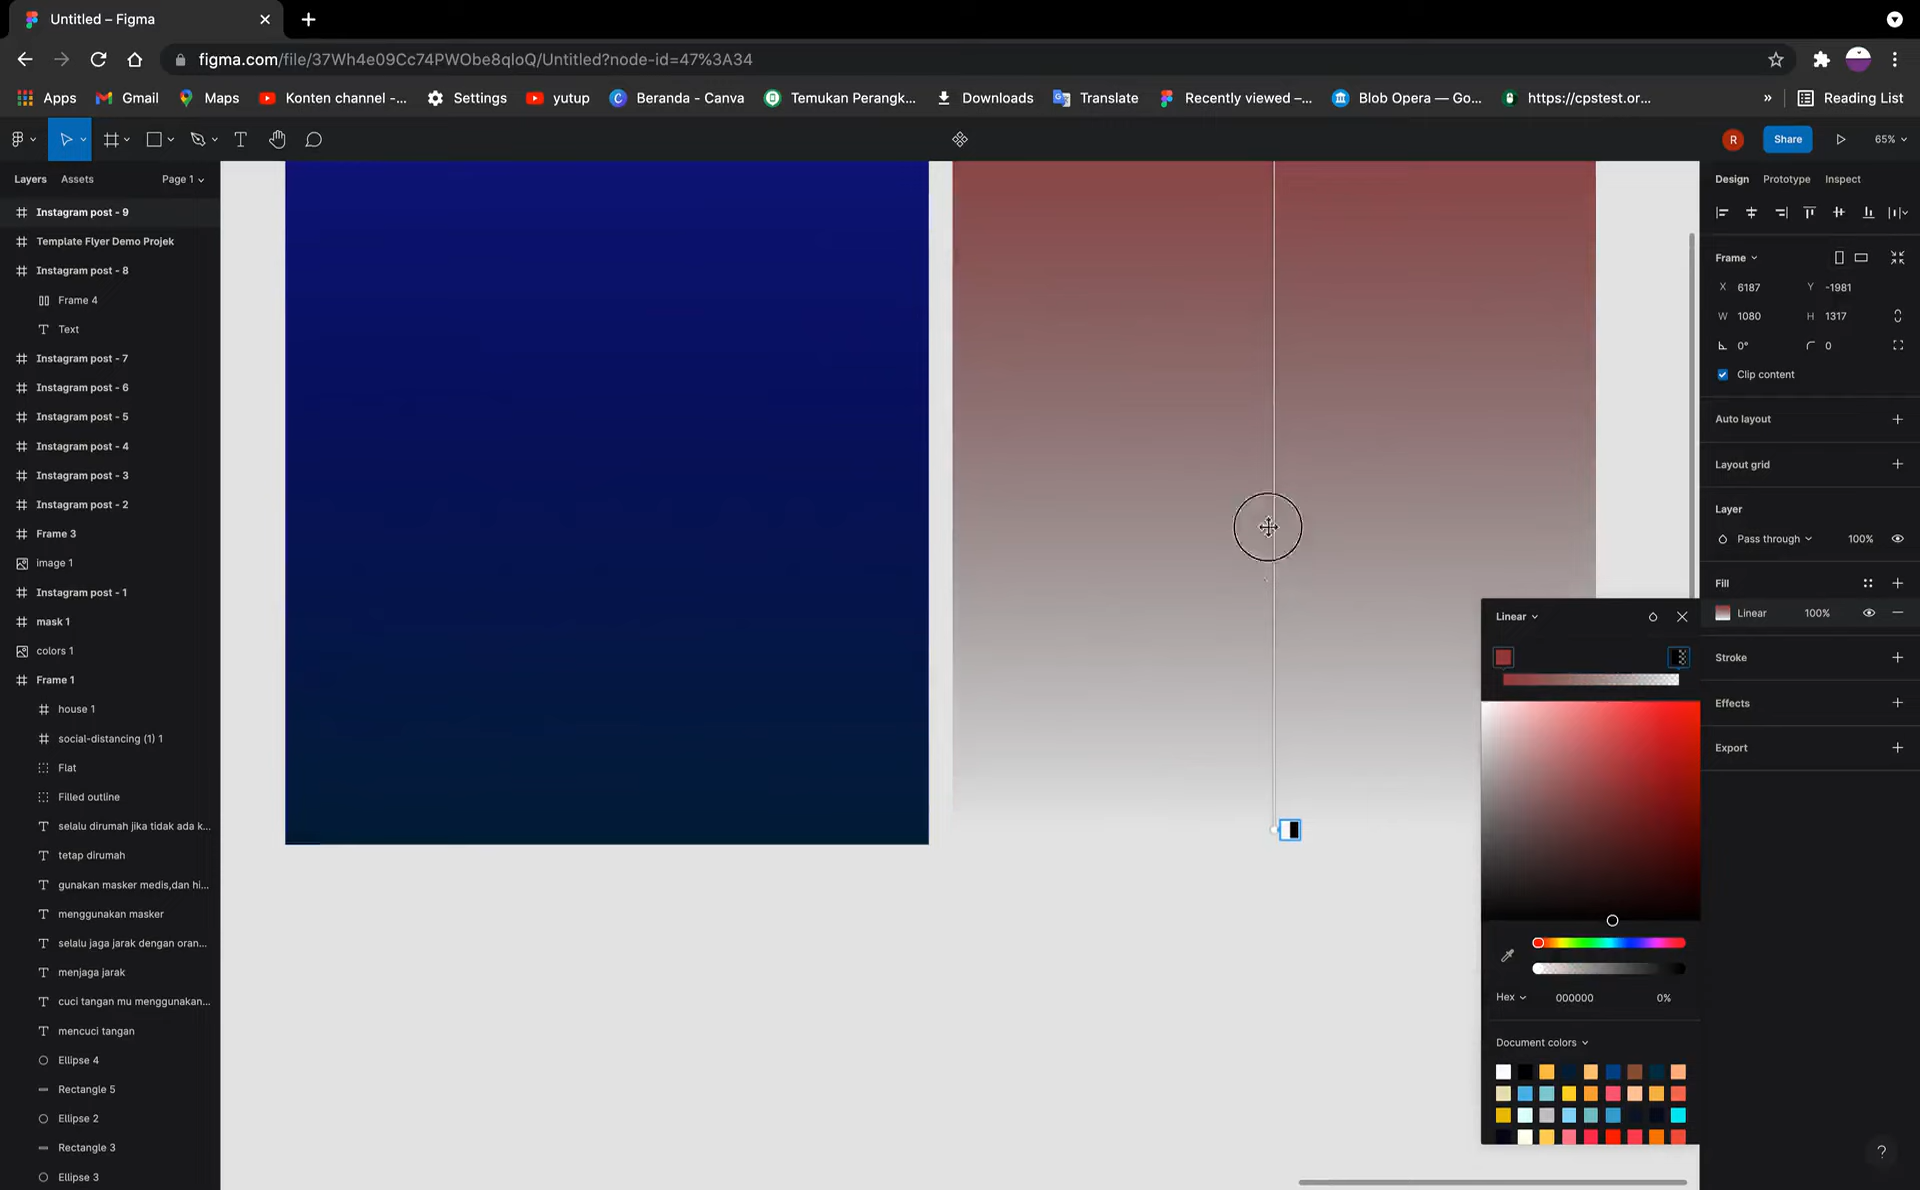 Untitled – Figma
figma.com/file/37Wh4e09Cc74PWObe8qIoQ/Untitled?node-id=47%3A34
Apps
Gmail
Maps
Konten channel -...
Settings
yutup
Beranda - Canva
Temukan Perangk...
Downloads
Translate
Recently viewed –...
Blob Opera — Go...
https://cpstest.or...
»
Reading List
R
Share
65%
Layers
Assets
Page 1
Instagram post - 9
Template Flyer Demo Projek
Instagram post - 8
Frame 4
Text
Instagram post - 7
Instagram post - 6
Instagram post - 5
Instagram post - 4
Instagram post - 3
Instagram post - 2
Frame 3
image 1
Instagram post - 1
mask 1
colors 1
Frame 1
house 1
social-distancing (1) 1
Flat
Filled outline
selalu dirumah jika tidak ada k...
tetap dirumah
gunakan masker medis,dan hi...
menggunakan masker
selalu jaga jarak dengan oran...
menjaga jarak
cuci tangan mu menggunakan...
mencuci tangan
Ellipse 4
Rectangle 5
Ellipse 2
Rectangle 3
Ellipse 3
Design
Prototype
Inspect
Frame
X 6187
Y -1981
W 1080
H 1317
0°
0
Clip content
Auto layout
Layout grid
Layer
Pass through
100%
Fill
Linear
100%
Stroke
Effects
Export
Linear
Hex
000000
0%
Document colors
?